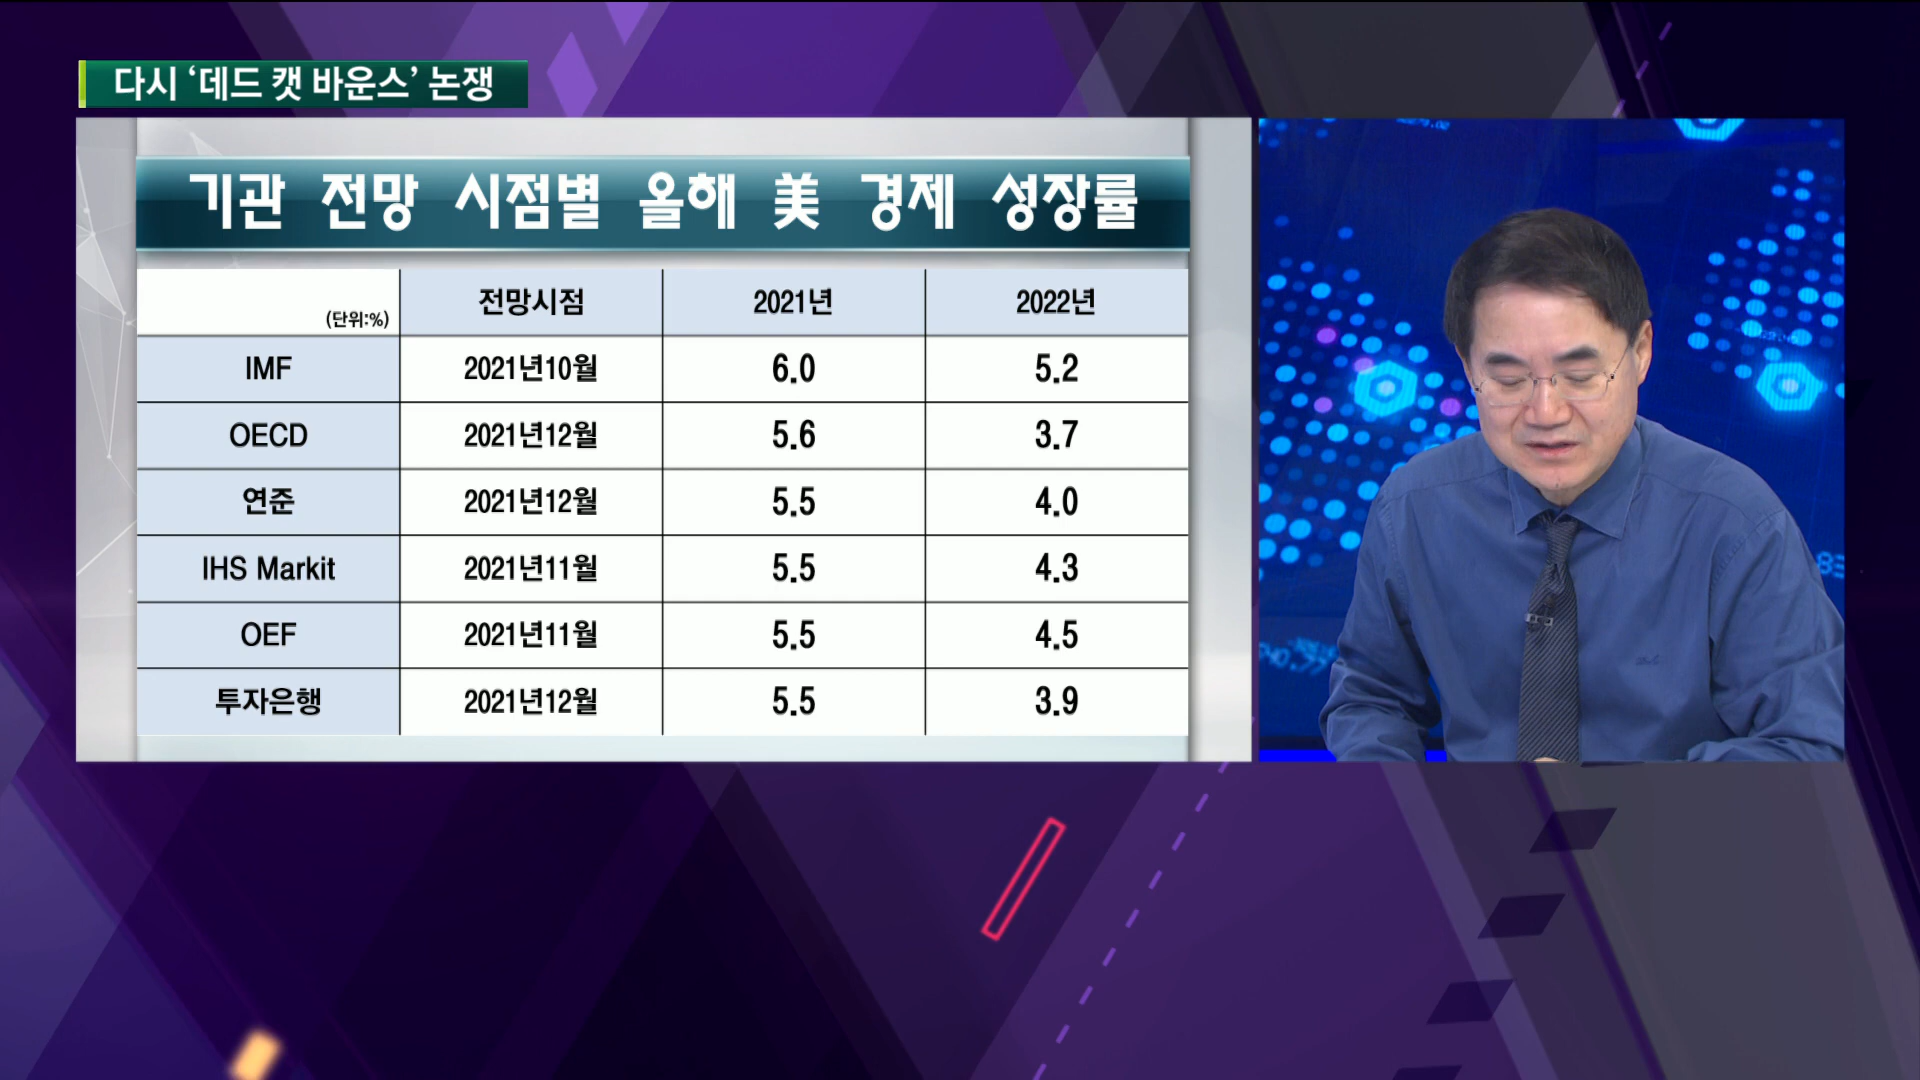 다시 ‘데드 캣 바운스’ 논쟁
기관 전망 시점별 올해 美 경제 성장률
(단위:%) 전망시점 2021년 2022년
IMF 2021년10월 6.0 5.2
OECD 2021년12월 5.6 3.7
연준 2021년12월 5.5 4.0
IHS Markit 2021년11월 5.5 4.3
OEF 2021년11월 5.5 4.5
투자은행 2021년12월 5.5 3.9